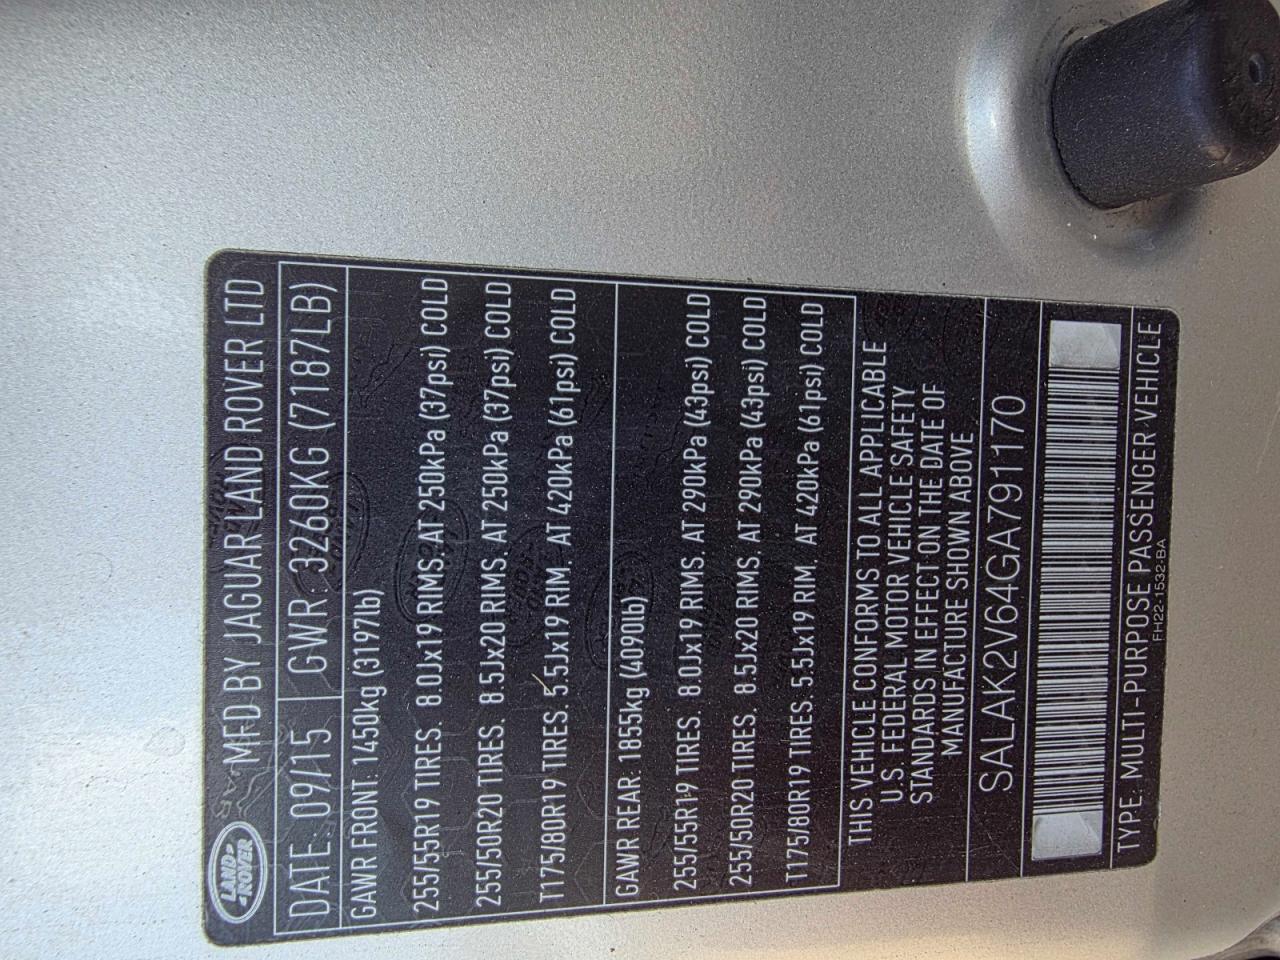 LAND-
ROVER
MFD BY JAGUAR LAND ROVER LTD
DATE: 09/15 GWR 3260KG (7187LB)
GAWR FRONT: 1450kg (3197lb)
255/55R19 TIRES. 8.0Jx19 RIMS. AT 250kPa (37psi) COLD
255/50R20 TIRES. 8.5Jx20 RIMS. AT 250kPa (37psi) COLD
T175/80R19 TIRES. 5.5Jx19 RIM. AT 420kPa (61psi) COLD
GAWR REAR: 1855kg (4090lb)
255/55R19 TIRES. 8.0Jx19 RIMS. AT 290kPa (43psi) COLD
255/50R20 TIRES. 8.5Jx20 RIMS. AT 290kPa (43psi) COLD
T175/80R19 TIRES. 5.5Jx19 RIM. AT 420kPa (61psi) COLD
THIS VEHICLE CONFORMS TO ALL APPLICABLE
U.S. FEDERAL MOTOR VEHICLE SAFETY
STANDARDS IN EFFECT ON THE DATE OF
MANUFACTURE SHOWN ABOVE
SALAK2V64GA791170
TYPE: MULTI-PURPOSE PASSENGER VEHICLE
FH22-1532-BA